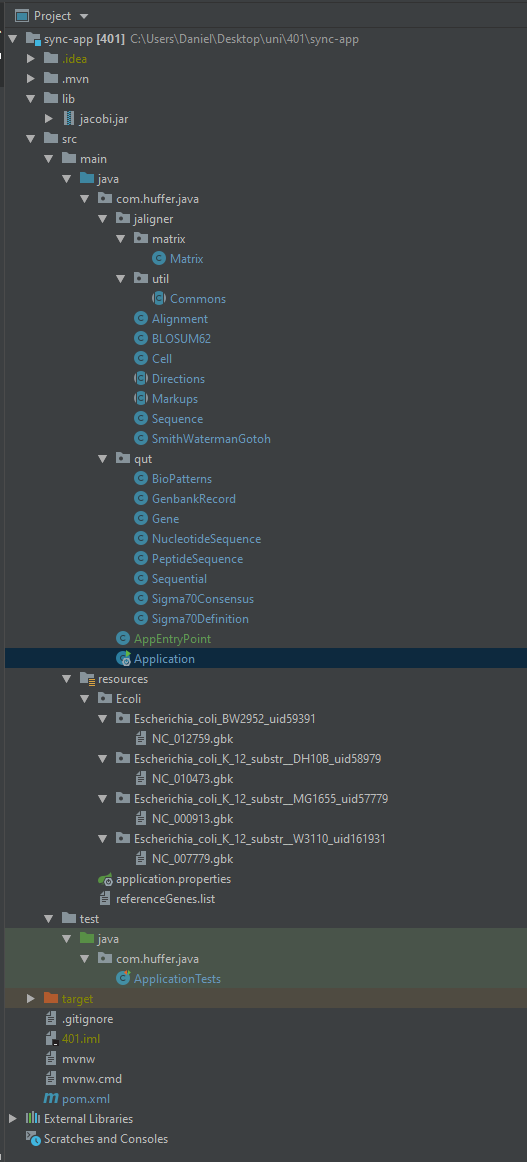 Project
sync-app [401] C:\Users\Daniel\Desktop\uni\401\sync-app
.idea
.mvn
lib
jacobi.jar
src
main
java
com.huffer.java
jaligner
matrix
Matrix
util
Commons
Alignment
BLOSUM62
Cell
Directions
Markups
Sequence
SmithWatermanGotoh
qut
BioPatterns
GenbankRecord
Gene
NucleotideSequence
PeptideSequence
Sequential
Sigma70Consensus
Sigma70Definition
AppEntryPoint
Application
resources
Ecoli
Escherichia_coli_BW2952_uid59391
NC_012759.gbk
Escherichia_coli_K_12_substr__DH10B_uid58979
NC_010473.gbk
Escherichia_coli_K_12_substr__MG1655_uid57779
NC_000913.gbk
Escherichia_coli_K_12_substr__W3110_uid161931
NC_007779.gbk
application.properties
referenceGenes.list
test
java
com.huffer.java
ApplicationTests
target
.gitignore
401.iml
mvnw
mvnw.cmd
pom.xml
External Libraries
Scratches and Consoles